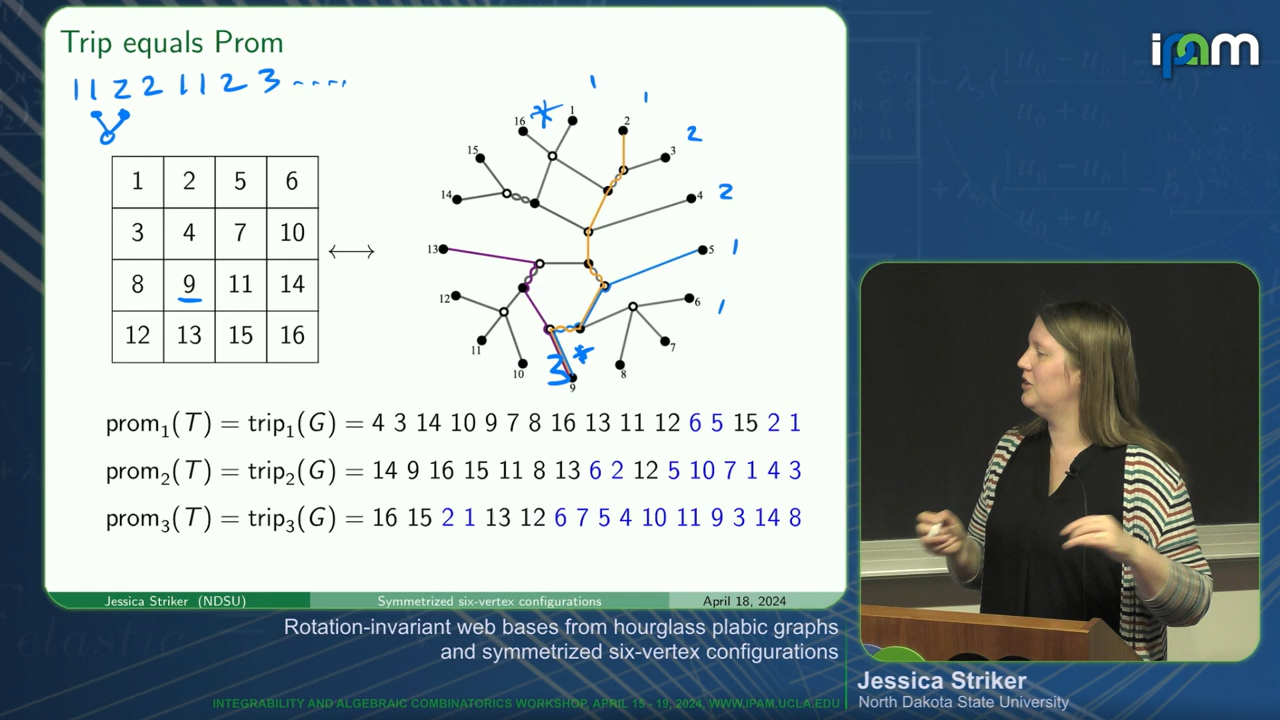 Trip equals Prom
1 1 2 2 1 1 2 3 ....
ipam
1
1
2
2
1
1
3
*
*
16 1 2
15 3
14 4
13 5
12 6
11 7
10 9 8
1 2 5 6
3 4 7 10
8 9 11 14
12 13 15 16
prom₁(T) = trip₁(G) = 4 3 14 10 9 7 8 16 13 11 12 6 5 15 2 1
prom₂(T) = trip₂(G) = 14 9 16 15 11 8 13 6 2 12 5 10 7 1 4 3
prom₃(T) = trip₃(G) = 16 15 2 1 13 12 6 7 5 4 10 11 9 3 14 8
Jessica Striker (NDSU) Symmetrized six-vertex configurations April 18, 2024
Rotation-invariant web bases from hourglass plabic graphs
and symmetrized six-vertex configurations
Jessica Striker
North Dakota State University
INTEGRABILITY AND ALGEBRAIC COMBINATORICS WORKSHOP, APRIL 15 - 19, 2024, WWW.IPAM.UCLA.EDU